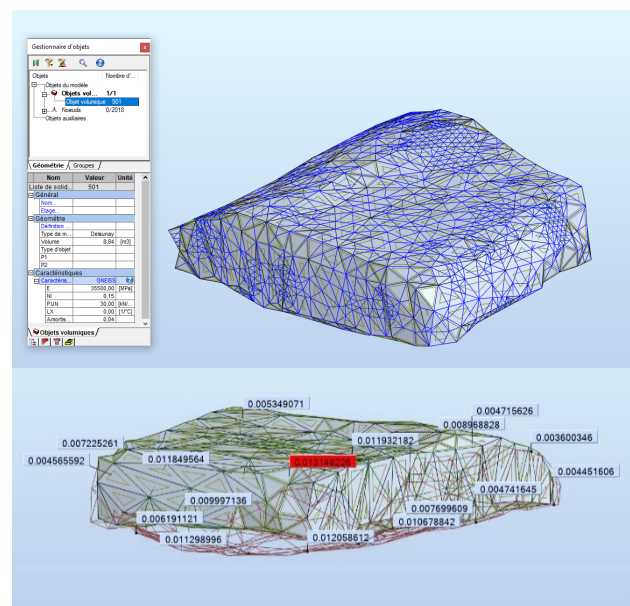 Gestionnaire d'objets
Objets Nombre d'...
Objets du modèle
Objets vol... 1/1
Objet volumique 501
Noeuds 0/2018
Objets auxiliaires
Géométrie Groupes
Nom Valeur Unité
Liste de solid... 501
Général
Nom...
Etage...
Géométrie
Définition ...
Type de m... Delaunay
Volume 8,84 [m3]
Type d'objet
P1
P2
Caractéristiques
Caractéris... GNEISS
E 35500,00 [MPa]
NI 0,15
P.UN. 30,00 [kN/...
LX 0,00 [1/°C]
Amortis... 0,04
Objets volumiques
0.005349071
0.004715626
0.008968828
0.007225261
0.011932182
0.003600346
0.004565592
0.011849564
0.013148226
0.004451606
0.004741645
0.009997136
0.007699609
0.006191121
0.010678842
0.011298996
0.012058612